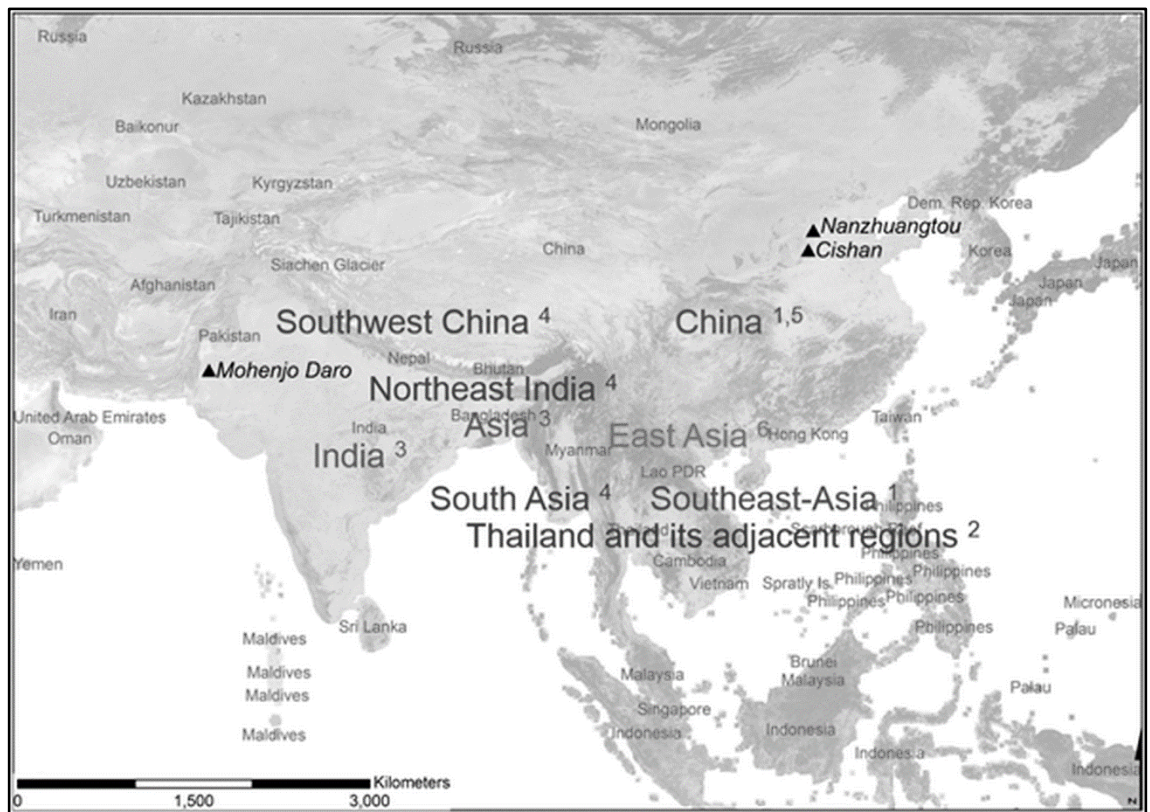 Russia
Russia
Kazakhstan
Baikonur
Mongolia
Uzbekistan
Kyrgyzstan
Turkmenistan
Tajikistan
Dem. Rep. Korea
Nanzhuangtou
Cishan
China
Korea
Siachen Glacier
Japan
Afghanistan
Japan
Japan
Iran
Southwest China 4
China 1,5
Pakistan
Nepal
Bhutan
Mohenjo Daro
Northeast India 4
United Arab Emirates
Bangladesh
Taiwan
Oman
India
Asia 3
East Asia 6
Hong Kong
India 3
Myanmar
Lao PDR
South Asia 4
Southeast-Asia 1
Philippines
Thailand
Scarborough Reef
Thailand and its adjacent regions 2
Philippines
Yemen
Cambodia
Philippines
Vietnam
Spratly Is.
Philippines
Philippines
Philippines
Micronesia
Sri Lanka
Philippines
Palau
Maldives
Brunei
Maldives
Malaysia
Malaysia
Palau
Maldives
Singapore
Indonesia
Indonesia
Maldives
Indonesia
Indonesia
Kilometers
0
1,500
3,000
N